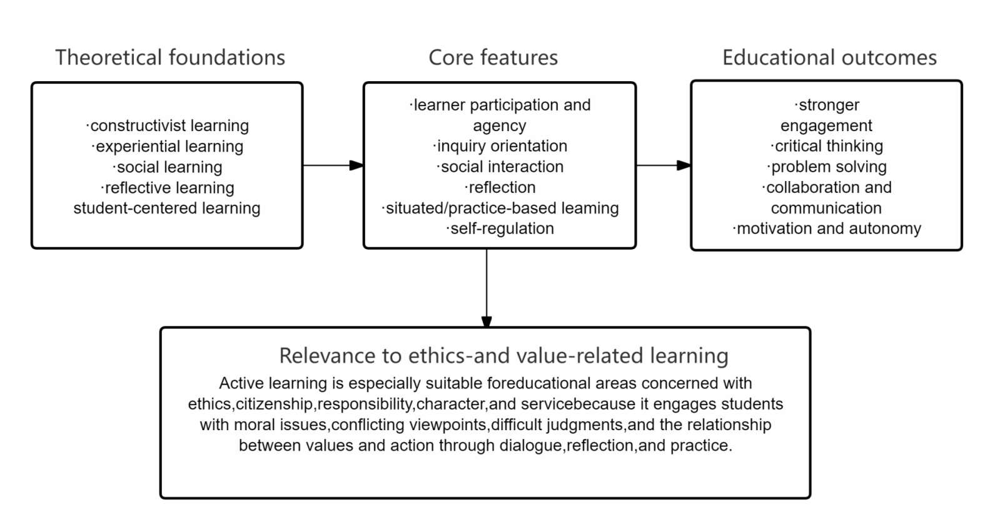 Theoretical foundations
·constructivist learning
·experiential learning
·social learning
·reflective learning
student-centered learning
Core features
·learner participation and
agency
·inquiry orientation
·social interaction
·reflection
·situated/practice-based leaming
·self-regulation
Educational outcomes
·stronger
engagement
·critical thinking
·problem solving
·collaboration and
communication
·motivation and autonomy
Relevance to ethics-and value-related learning
Active learning is especially suitable foreducational areas concerned with
ethics,citizenship,responsibility,character,and servicebecause it engages students
with moral issues,conflicting viewpoints,difficult judgments,and the relationship
between values and action through dialogue,reflection,and practice.